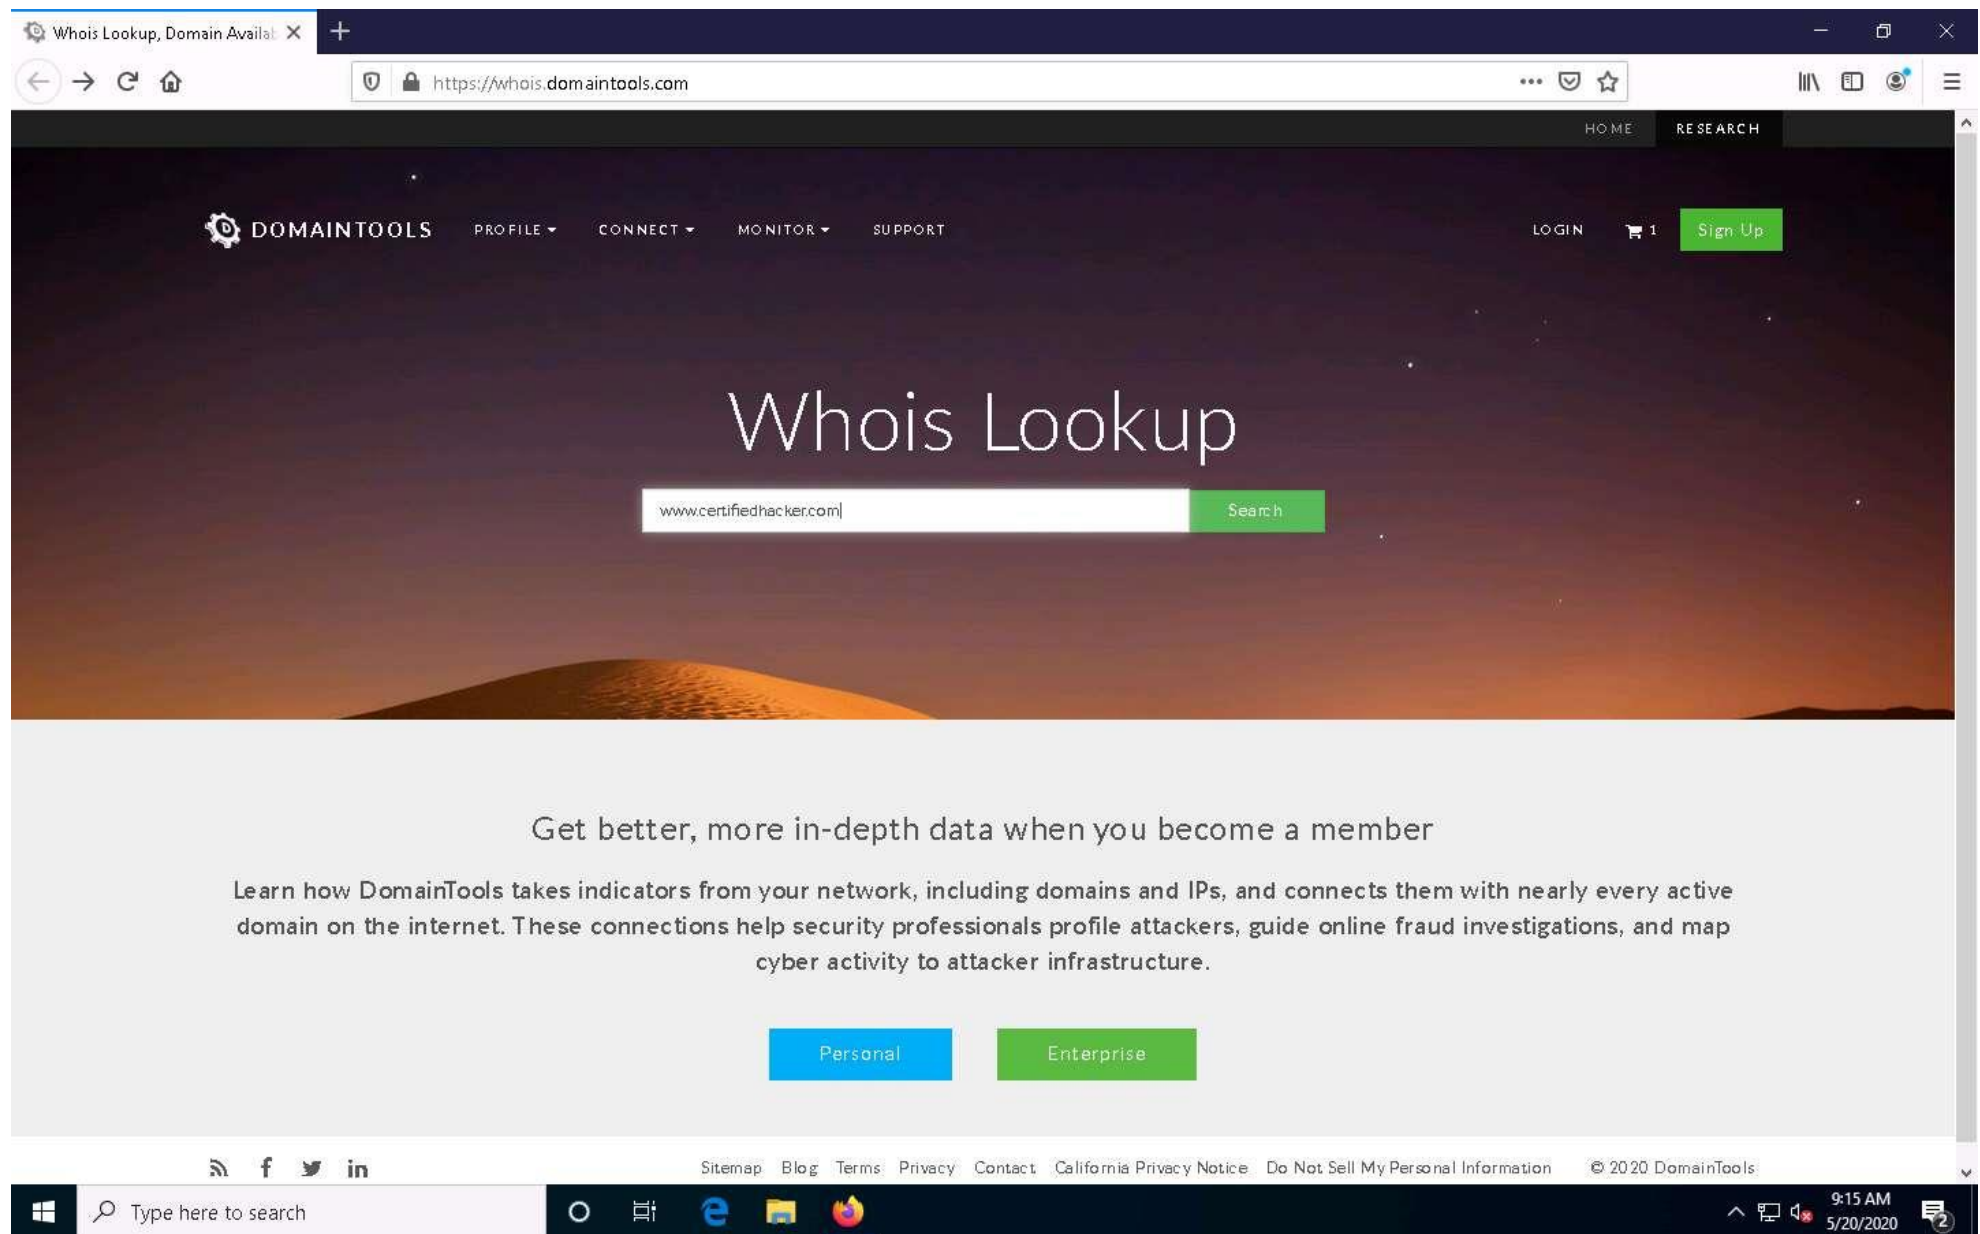 Whois Lookup, Domain Availab
https://whois.domaintools.com
HOME RESEARCH
DOMAINTOOLS PROFILE CONNECT MONITOR SUPPORT LOGIN 1 Sign Up
Whois Lookup
www.certifiedhacker.com Search
Get better, more in-depth data when you become a member
Learn how DomainTools takes indicators from your network, including domains and IPs, and connects them with nearly every active
domain on the internet. These connections help security professionals profile attackers, guide online fraud investigations, and map
cyber activity to attacker infrastructure.
Personal Enterprise
Sitemap Blog Terms Privacy Contact California Privacy Notice Do Not Sell My Personal Information © 2020 DomainTools
Type here to search
9:15 AM
5/20/2020
2